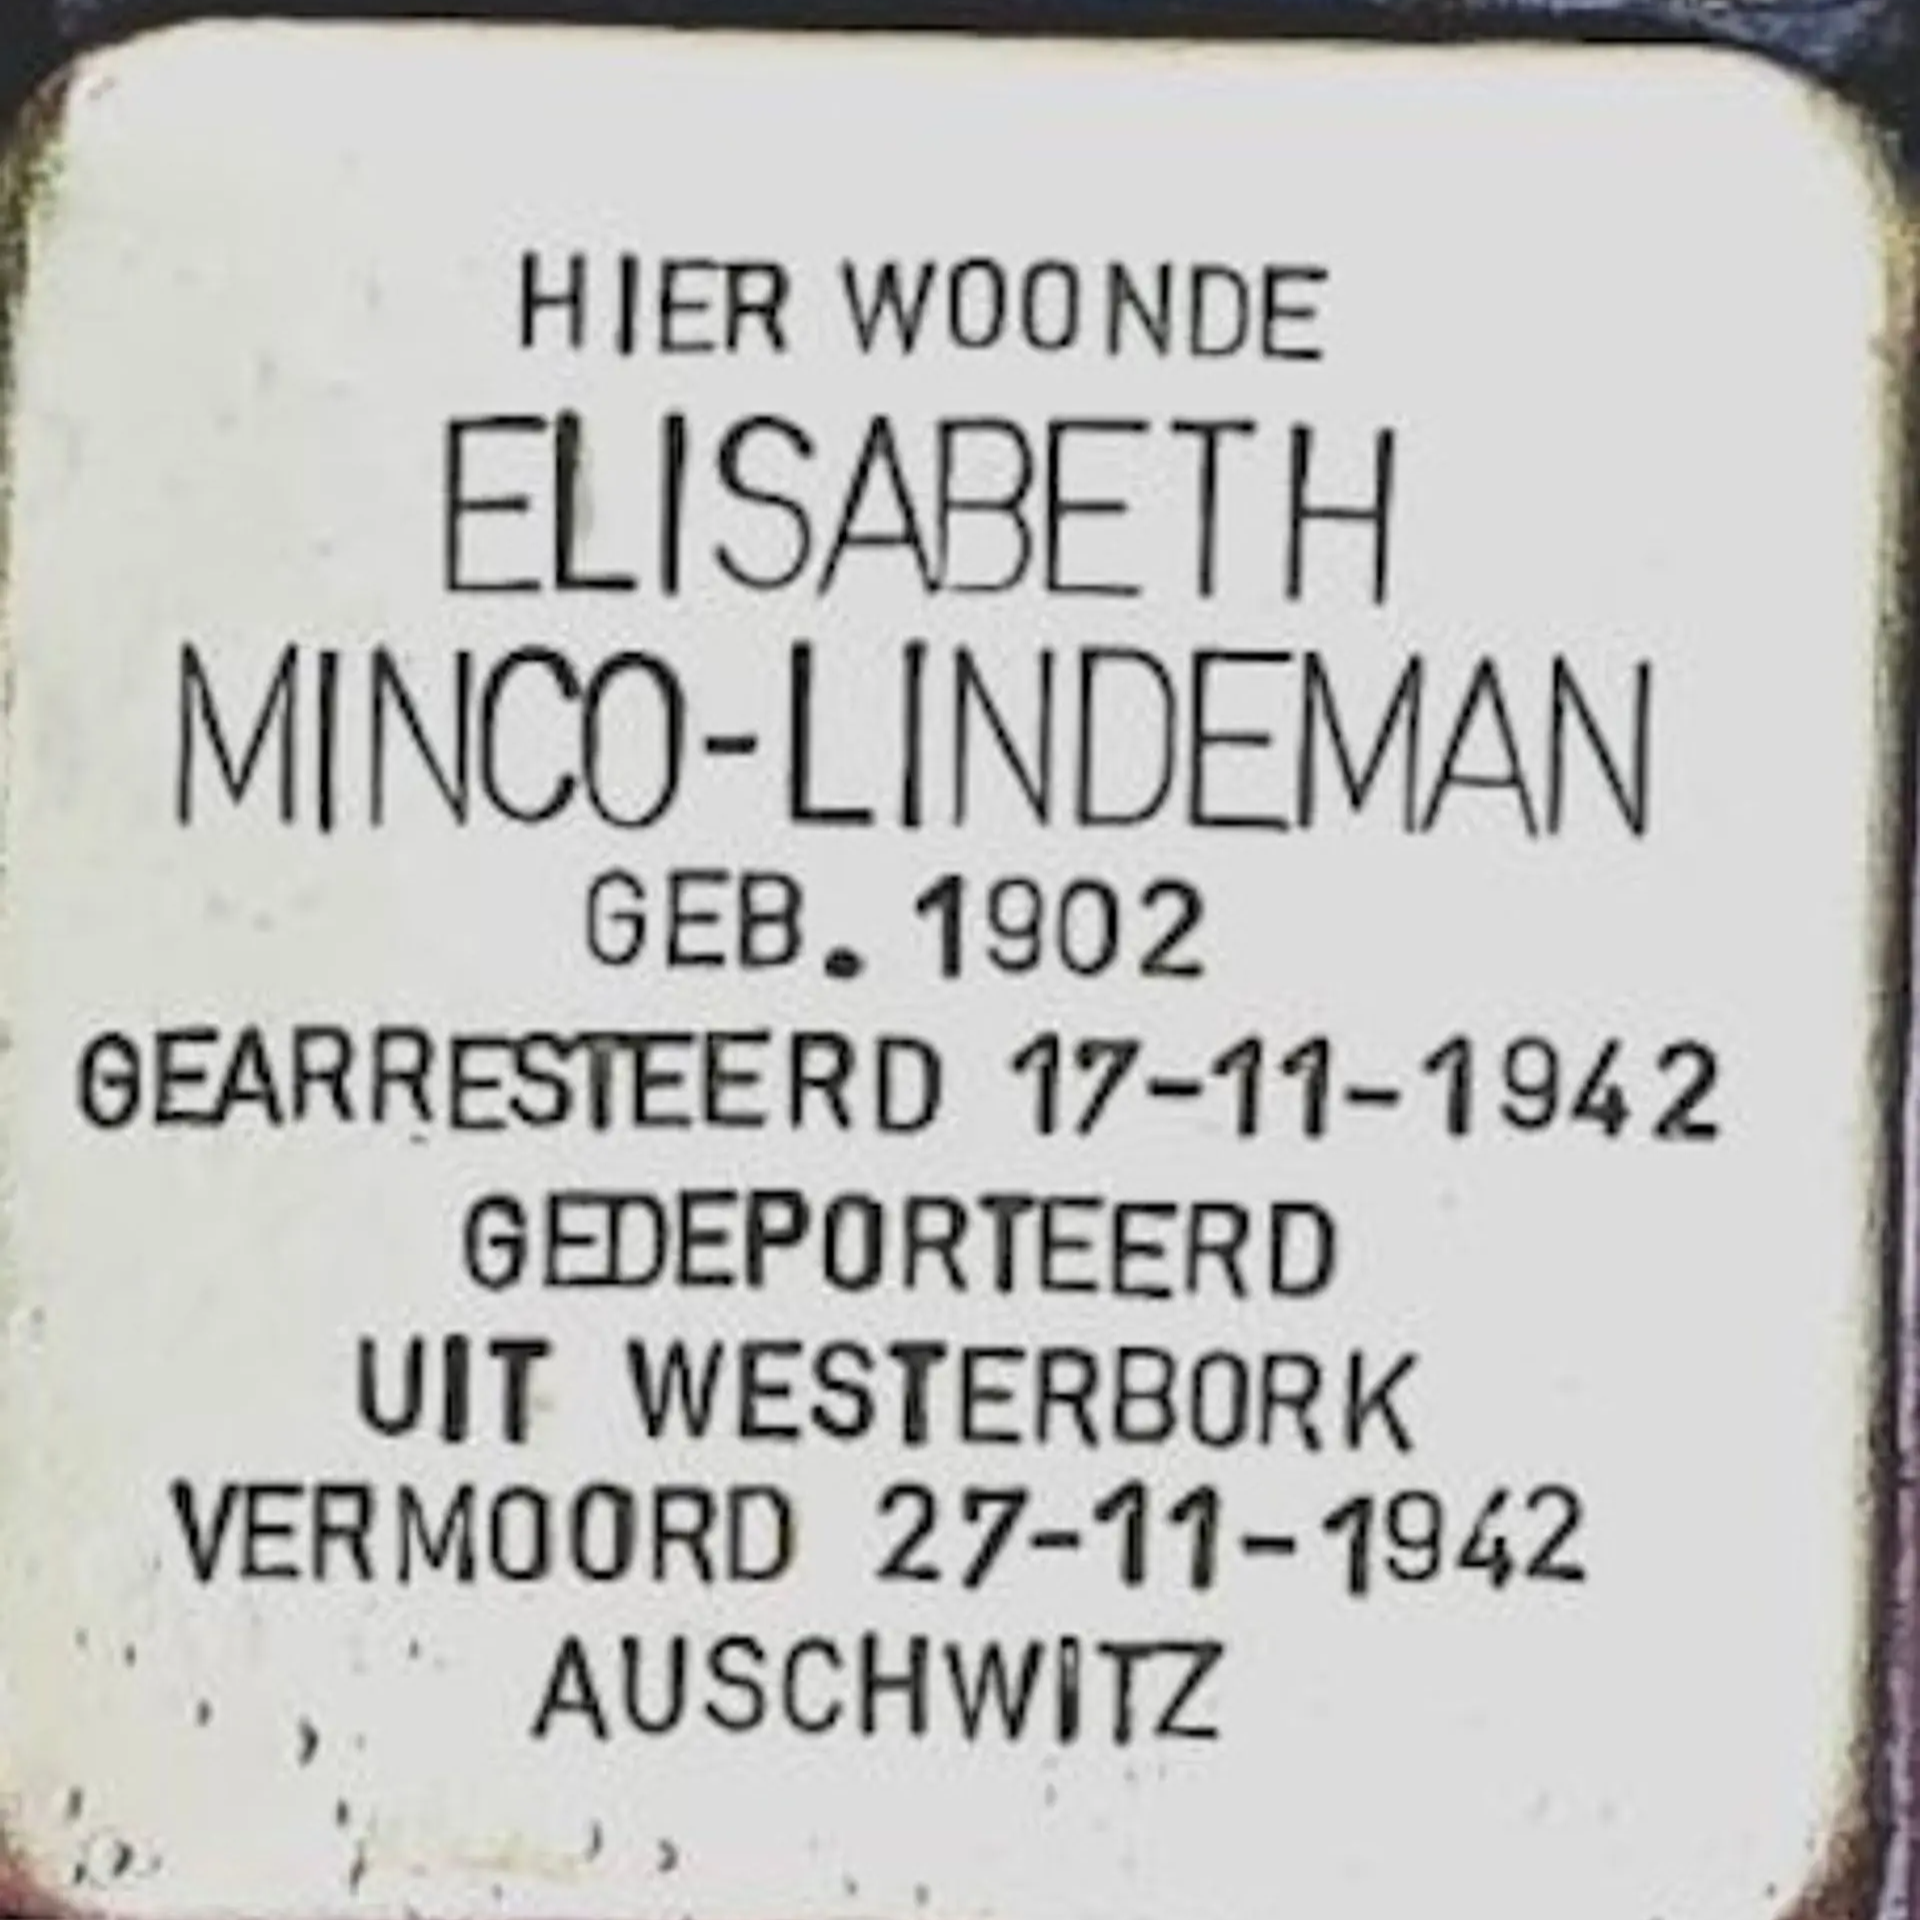 HIER WOONDE
ELISABETH
MINCO-LINDEMAN
GEB. 1902
GEARRESTEERD 17-11-1942
GEDEPORTEERD
UIT WESTERBORK
VERMOORD 27-11-1942
AUSCHWITZ